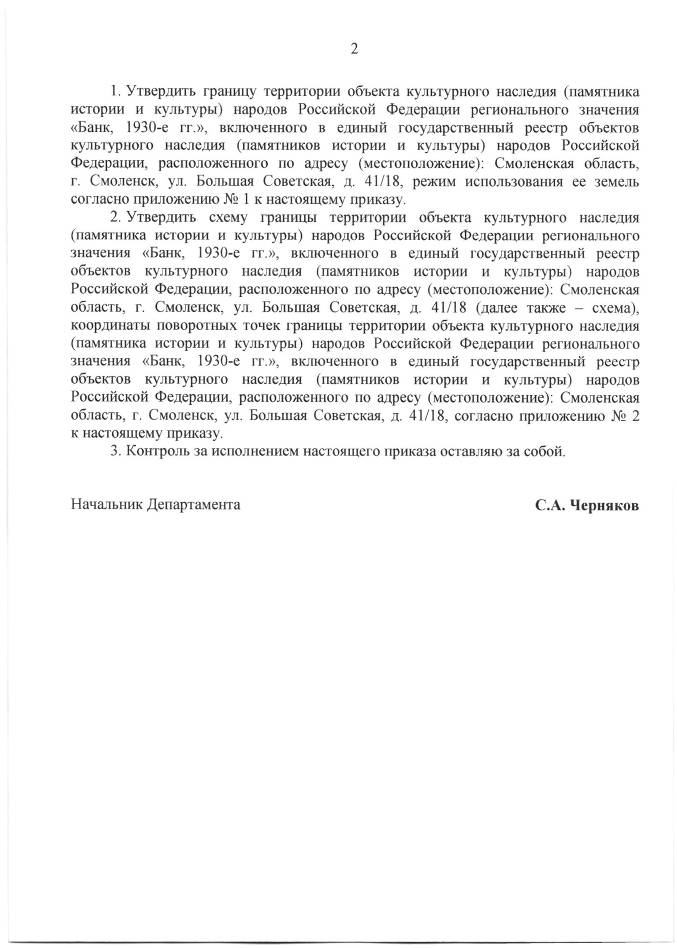 2
1. Утвердить границу территории объекта культурного наследия (памятника
истории и культуры) народов Российской Федерации регионального значения
«Банк, 1930-е гг.», включенного в единый государственный реестр объектов
культурного наследия (памятников истории и культуры) народов Российской
Федерации, расположенного по адресу (местоположение): Смоленская область,
г. Смоленск, ул. Большая Советская, д. 41/18, режим использования ее земель
согласно приложению № 1 к настоящему приказу.
2. Утвердить схему границы территории объекта культурного наследия
(памятника истории и культуры) народов Российской Федерации регионального
значения «Банк, 1930-е гг.», включенного в единый государственный реестр
объектов культурного наследия (памятников истории и культуры) народов
Российской Федерации, расположенного по адресу (местоположение): Смоленская
область, г. Смоленск, ул. Большая Советская, д. 41/18 (далее также – схема),
координаты поворотных точек границы территории объекта культурного наследия
(памятника истории и культуры) народов Российской Федерации регионального
значения «Банк, 1930-е гг.», включенного в единый государственный реестр
объектов культурного наследия (памятников истории и культуры) народов
Российской Федерации, расположенного по адресу (местоположение): Смоленская
область, г. Смоленск, ул. Большая Советская, д. 41/18, согласно приложению № 2
к настоящему приказу.
3. Контроль за исполнением настоящего приказа оставляю за собой.
Начальник Департамента С.А. Черняков